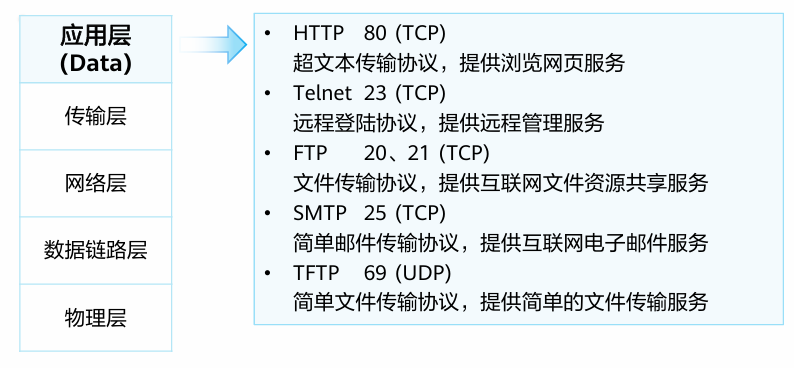 应用层
(Data)
传输层
网络层
数据链路层
物理层
• HTTP 80 (TCP)
超文本传输协议，提供浏览网页服务
• Telnet 23 (TCP)
远程登陆协议，提供远程管理服务
• FTP 20、21 (TCP)
文件传输协议，提供互联网文件资源共享服务
• SMTP 25 (TCP)
简单邮件传输协议，提供互联网电子邮件服务
• TFTP 69 (UDP)
简单文件传输协议，提供简单的文件传输服务